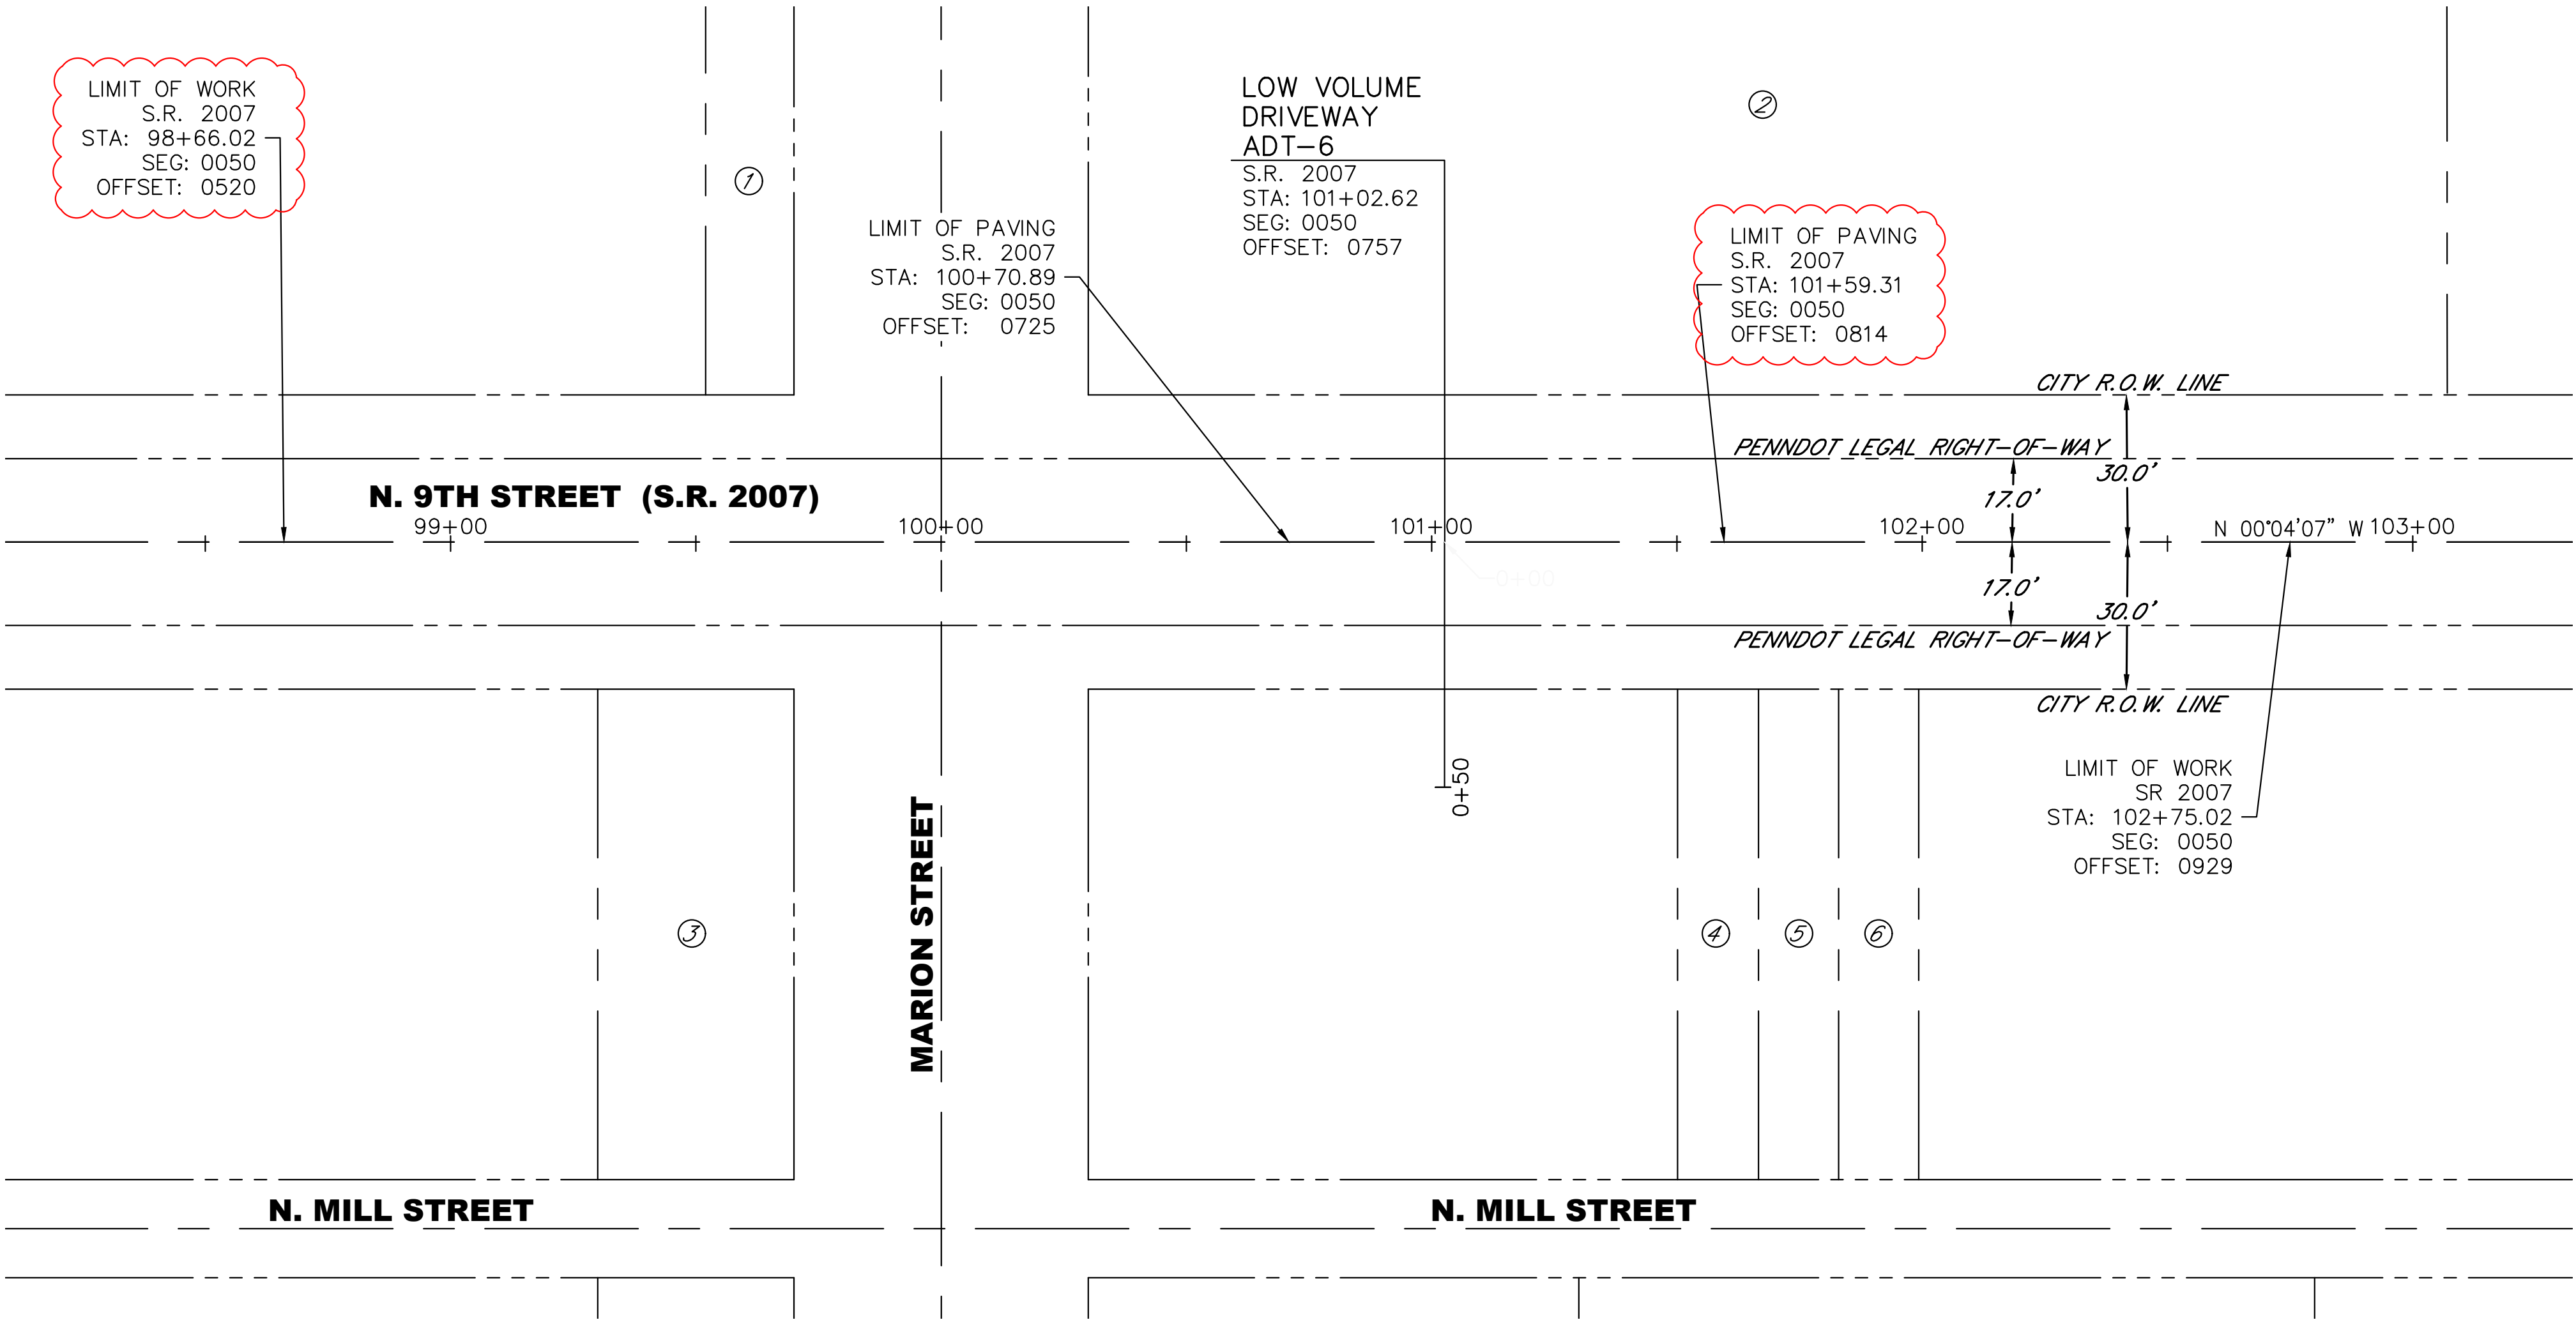 LIMIT OF WORK
S.R. 2007
STA: 98+66.02
SEG: 0050
OFFSET: 0520
1
LIMIT OF PAVING
S.R. 2007
STA: 100+70.89
SEG: 0050
OFFSET: 0725
LOW VOLUME
DRIVEWAY
ADT-6
S.R. 2007
STA: 101+02.62
SEG: 0050
OFFSET: 0757
2
LIMIT OF PAVING
S.R. 2007
STA: 101+59.31
SEG: 0050
OFFSET: 0814
CITY R.O.W. LINE
PENNDOT LEGAL RIGHT-OF-WAY
30.0'
17.0'
N. 9TH STREET (S.R. 2007)
99+00
100+00
101+00
102+00
N 00°04'07" W
103+00
0+00
17.0'
30.0'
PENNDOT LEGAL RIGHT-OF-WAY
CITY R.O.W. LINE
0+50
LIMIT OF WORK
SR 2007
STA: 102+75.02
SEG: 0050
OFFSET: 0929
MARION STREET
3
4
5
6
N. MILL STREET
N. MILL STREET